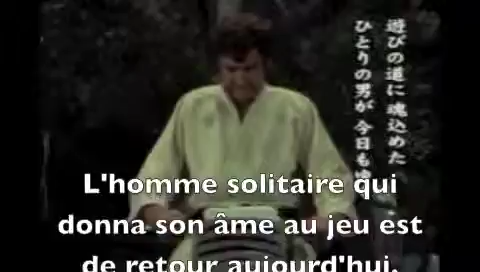 遊びの道に 魂込めた
ひとりの男が 今日も
L'homme solitaire qui
donna son âme au jeu est
de retour aujourd'hui.